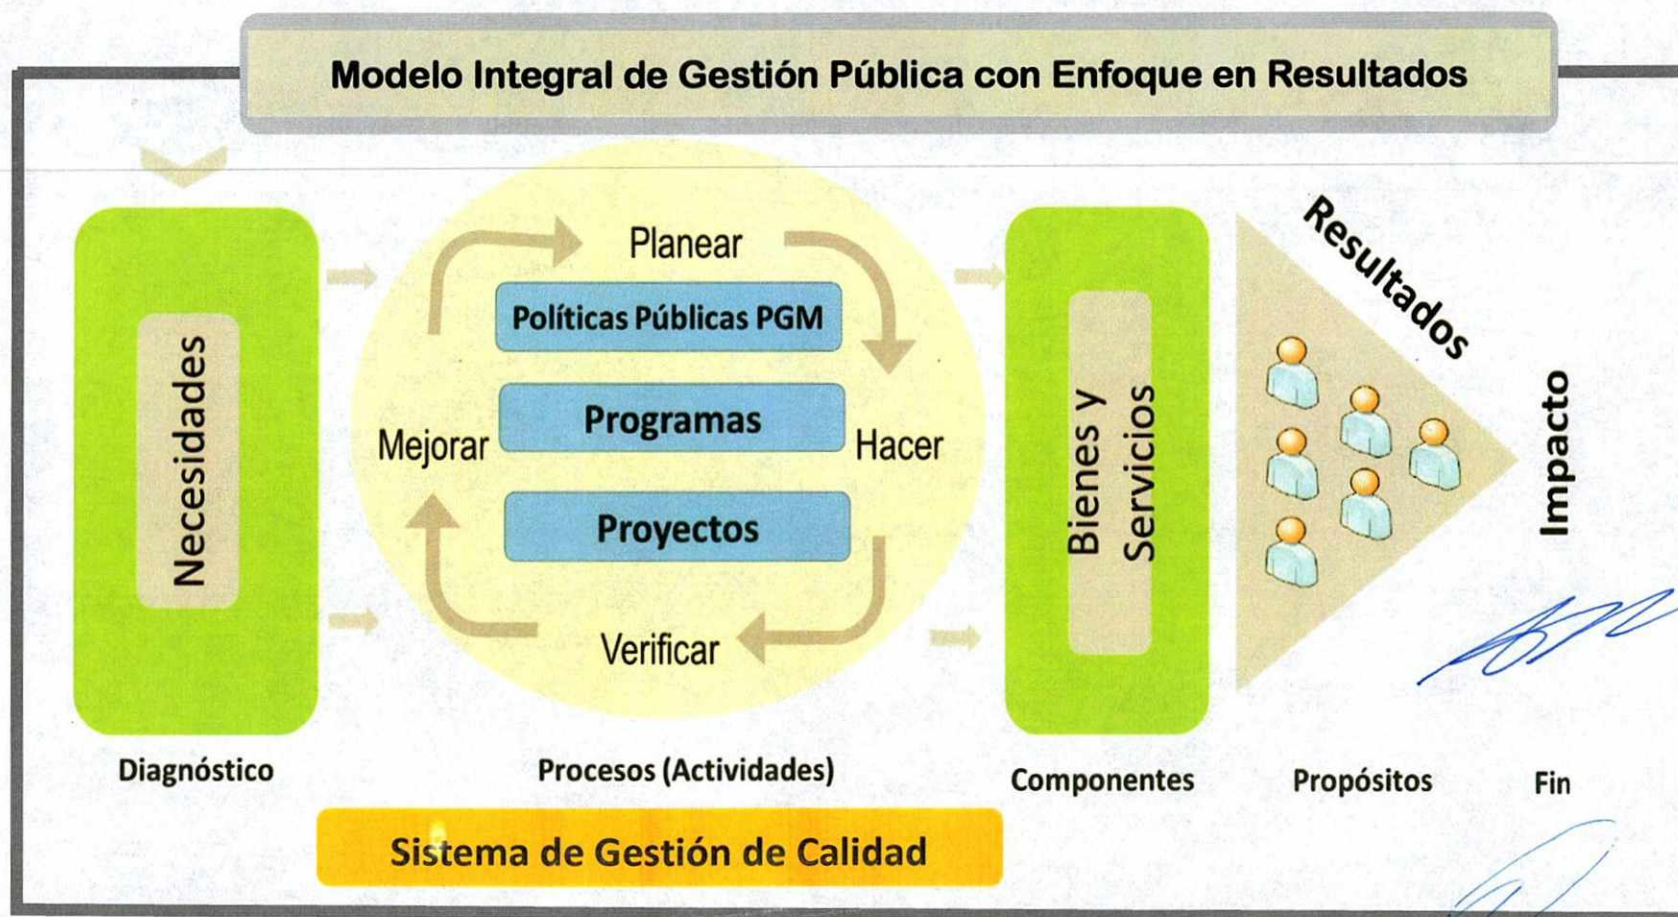 Modelo Integral de Gestión Pública con Enfoque en Resultados
Necesidades
Planear
Políticas Públicas PGM
Programas
Mejorar
Hacer
Proyectos
Verificar
Bienes y
Servicios
Resultados
Impacto
Diagnóstico
Procesos (Actividades)
Componentes
Propósitos
Fin
Sistema de Gestión de Calidad